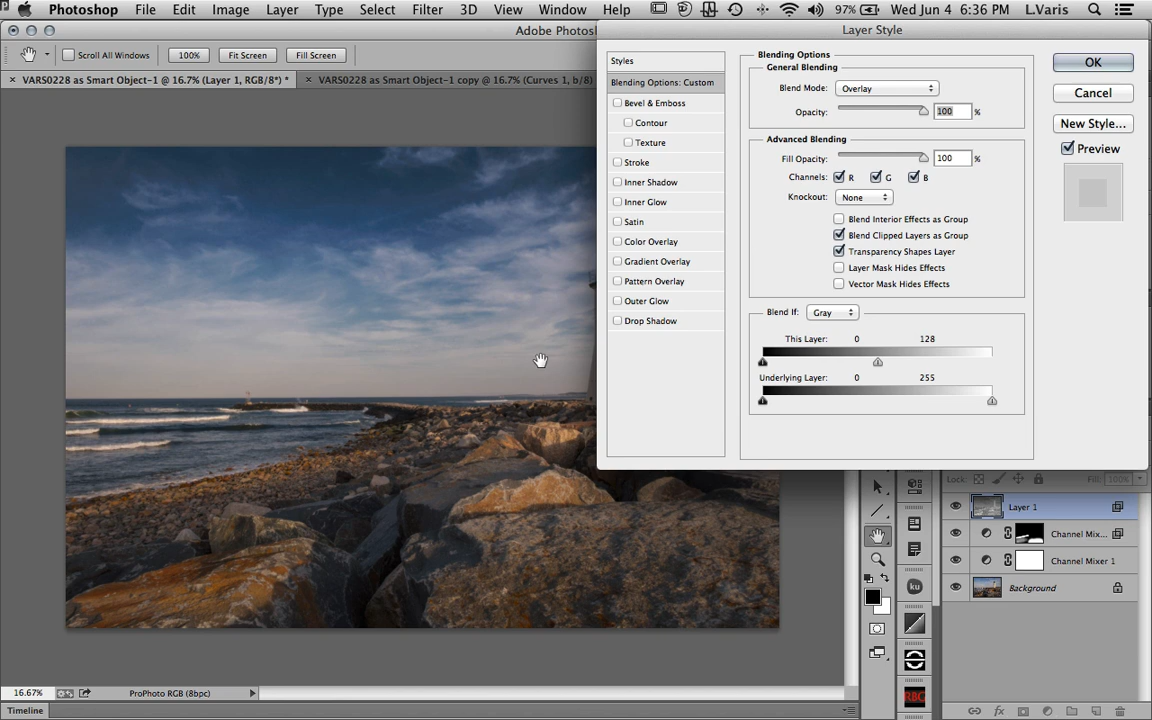 Photoshop File Edit Image Layer Type Select Filter 3D View Window Help 97% Wed Jun 4 6:36 PM L.Varis
Adobe Photosh
Layer Style
Scroll All Windows 100% Fit Screen Fill Screen
VARS0228 as Smart Object-1 @ 16.7% (Layer 1, RGB/8*) * VARS0228 as Smart Object-1 copy @ 16.7% (Curves 1, b/8)
Styles
Blending Options: Custom
Bevel & Emboss
Contour
Texture
Stroke
Inner Shadow
Inner Glow
Satin
Color Overlay
Gradient Overlay
Pattern Overlay
Outer Glow
Drop Shadow
Blending Options
General Blending
Blend Mode: Overlay
Opacity: 100 %
Advanced Blending
Fill Opacity: 100 %
Channels: R G B
Knockout: None
Blend Interior Effects as Group
Blend Clipped Layers as Group
Transparency Shapes Layer
Layer Mask Hides Effects
Vector Mask Hides Effects
Blend If: Gray
This Layer: 0 128
Underlying Layer: 0 255
OK
Cancel
New Style...
Preview
Lock: Fill: 100%
Layer 1
Channel Mix...
Channel Mixer 1
Background
ku
RBG
16.67% ProPhoto RGB (8bpc)
Timeline
fx